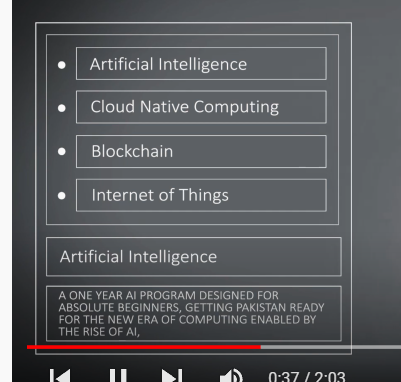 Artificial Intelligence
Cloud Native Computing
Blockchain
Internet of Things
Artificial Intelligence
A ONE YEAR AI PROGRAM DESIGNED FOR
ABSOLUTE BEGINNERS, GETTING PAKISTAN READY
FOR THE NEW ERA OF COMPUTING ENABLED BY
THE RISE OF AI,
0:37 / 2:03